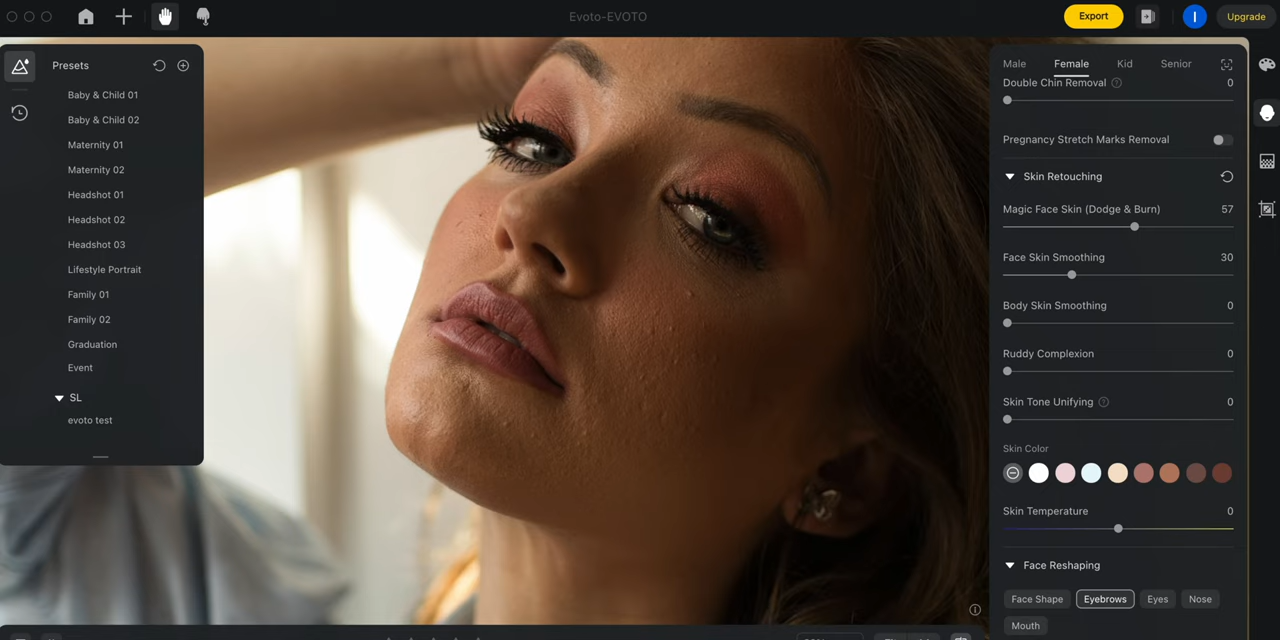 Evoto-EVOTO
Export
I
Upgrade
Presets
Baby & Child 01
Baby & Child 02
Maternity 01
Maternity 02
Headshot 01
Headshot 02
Headshot 03
Lifestyle Portrait
Family 01
Family 02
Graduation
Event
SL
evoto test
Male Female Kid Senior
Double Chin Removal 0
Pregnancy Stretch Marks Removal
Skin Retouching
Magic Face Skin (Dodge & Burn) 57
Face Skin Smoothing 30
Body Skin Smoothing 0
Ruddy Complexion 0
Skin Tone Unifying 0
Skin Color
Skin Temperature 0
Face Reshaping
Face Shape Eyebrows Eyes Nose
Mouth